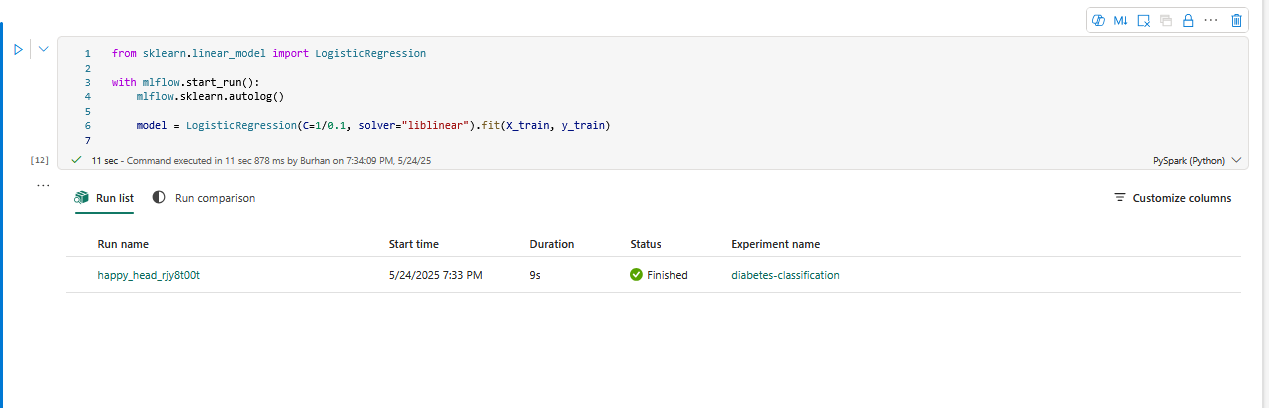 M↓
1 from sklearn.linear_model import LogisticRegression
2
3 with mlflow.start_run():
4     mlflow.sklearn.autolog()
5
6     model = LogisticRegression(C=1/0.1, solver="liblinear").fit(X_train, y_train)
7
[12] 11 sec - Command executed in 11 sec 878 ms by Burhan on 7:34:09 PM, 5/24/25 PySpark (Python)
Run list Run comparison Customize columns
Run name Start time Duration Status Experiment name
happy_head_rjy8t00t 5/24/2025 7:33 PM 9s Finished diabetes-classification